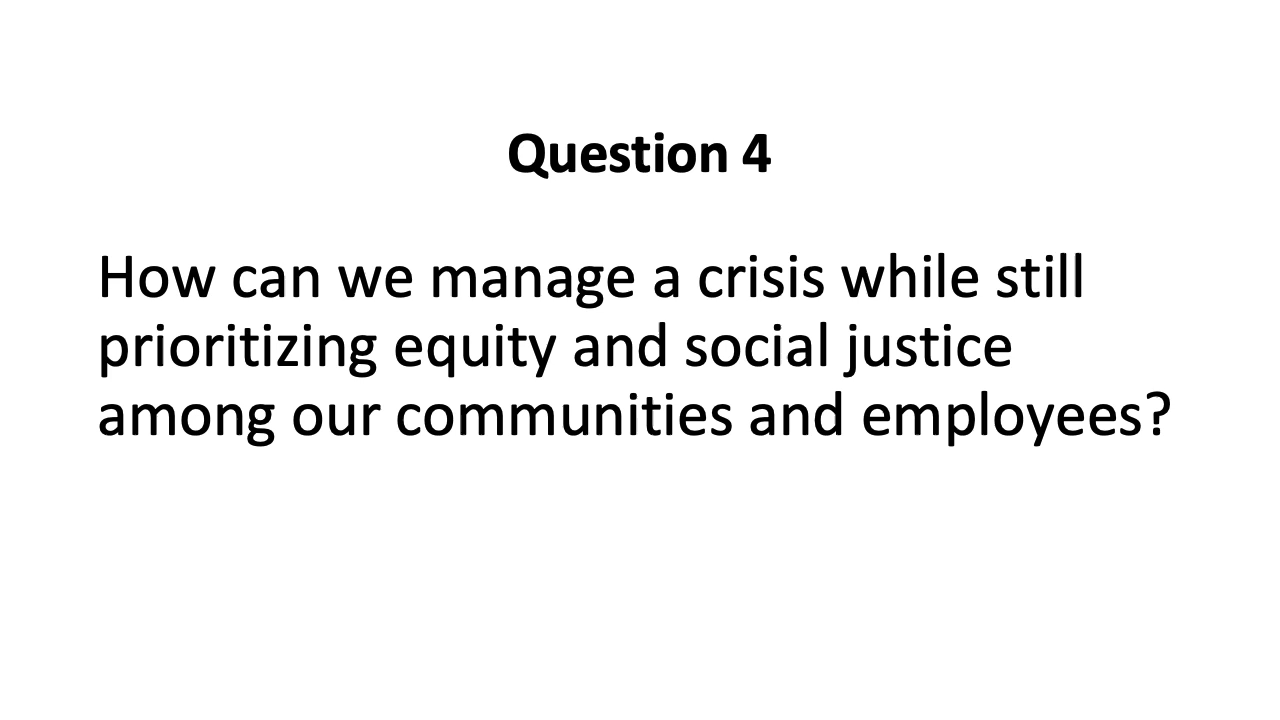 Question 4
How can we manage a crisis while still
prioritizing equity and social justice
among our communities and employees?